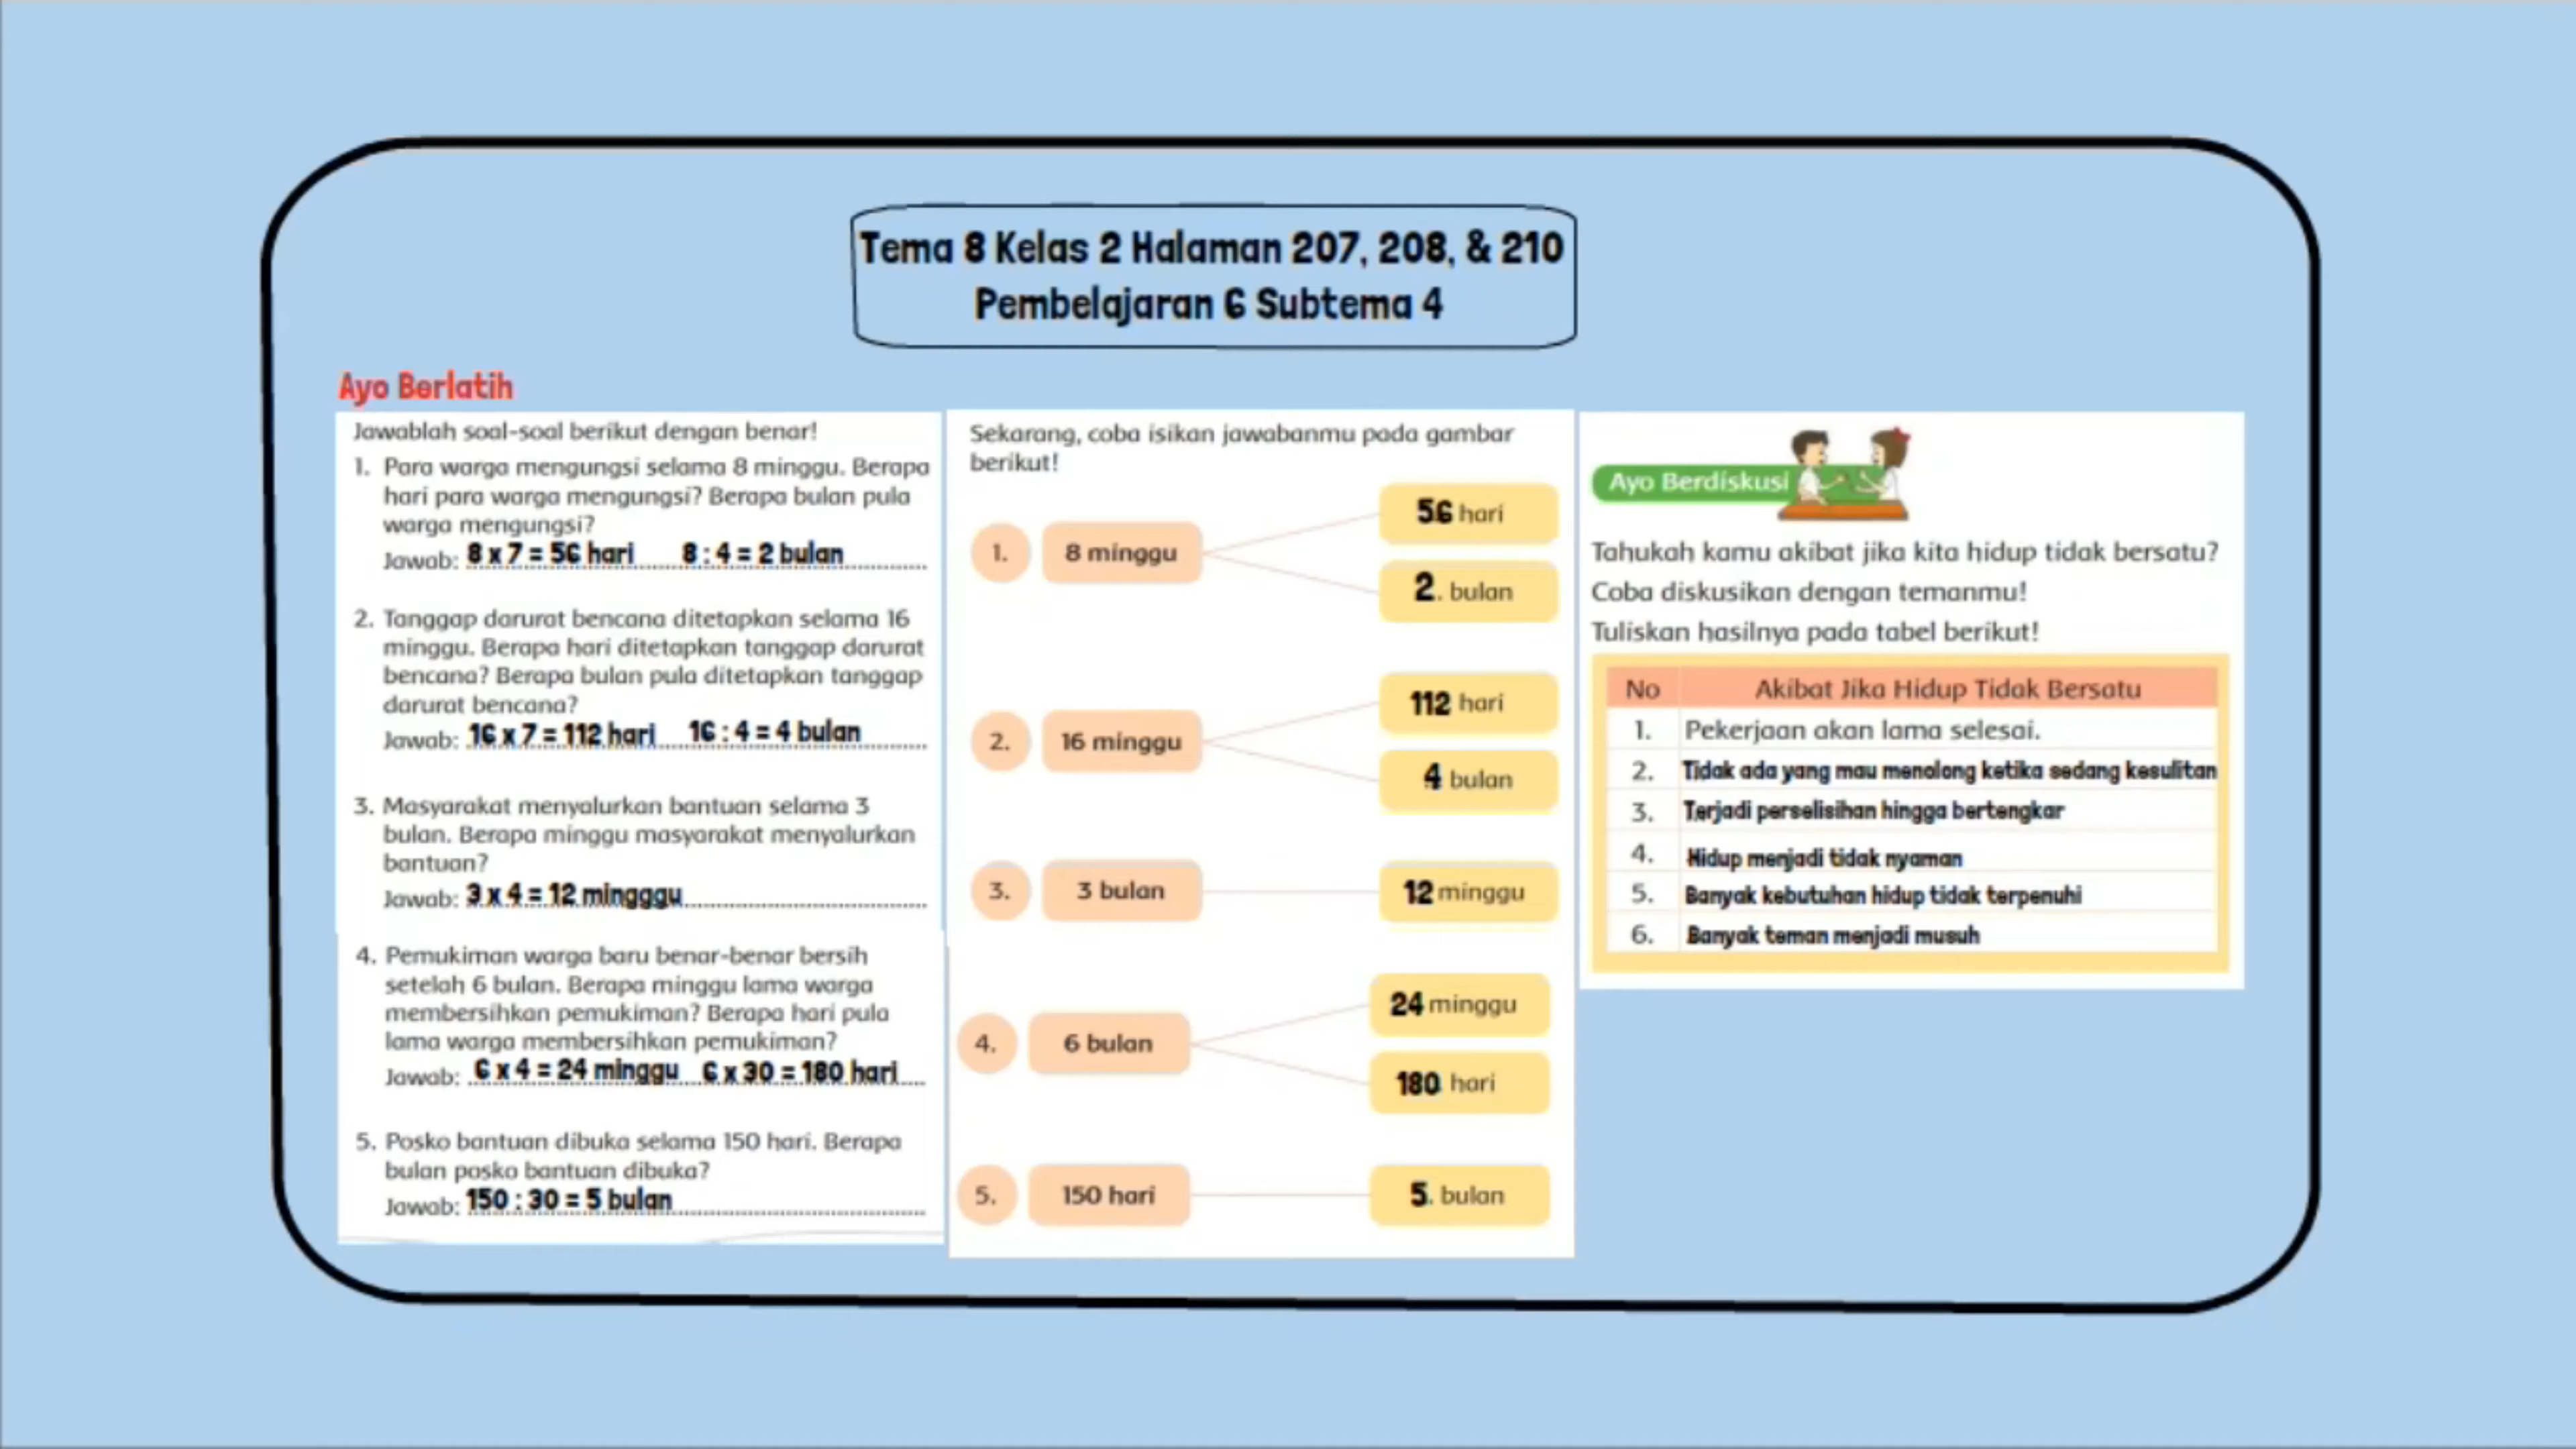 Tema 8 Kelas 2 Halaman 207, 208, & 210
Pembelajaran 6 Subtema 4
Ayo Berlatih
Jawablah soal-soal berikut dengan benar!
1. Para warga mengungsi selama 8 minggu. Berapa
hari para warga mengungsi? Berapa bulan pula
warga mengungsi?
Jawab: 8 x 7 = 56 hari 8 : 4 = 2 bulan
2. Tanggap darurat bencana ditetapkan selama 16
minggu. Berapa hari ditetapkan tanggap darurat
bencana? Berapa bulan pula ditetapkan tanggap
darurat bencana?
Jawab: 16 x 7 = 112 hari 16 : 4 = 4 bulan
3. Masyarakat menyalurkan bantuan selama 3
bulan. Berapa minggu masyarakat menyalurkan
bantuan?
Jawab: 3 x 4 = 12 mingggu
4. Pemukiman warga baru benar-benar bersih
setelah 6 bulan. Berapa minggu lama warga
membersihkan pemukiman? Berapa hari pula
lama warga membersihkan pemukiman?
Jawab: 6 x 4 = 24 minggu 6 x 30 = 180 hari
5. Posko bantuan dibuka selama 150 hari. Berapa
bulan posko bantuan dibuka?
Jawab: 150 : 30 = 5 bulan
Sekarang, coba isikan jawabanmu pada gambar
berikut!
1. 8 minggu
56 hari
2. bulan
2. 16 minggu
112 hari
4 bulan
3. 3 bulan
12 minggu
4. 6 bulan
24 minggu
180 hari
5. 150 hari
5. bulan
Ayo Berdiskusi
Tahukah kamu akibat jika kita hidup tidak bersatu?
Coba diskusikan dengan temanmu!
Tuliskan hasilnya pada tabel berikut!
No Akibat Jika Hidup Tidak Bersatu
1. Pekerjaan akan lama selesai.
2. Tidak ada yang mau menolong ketika sedang kesulitan
3. Terjadi perselisihan hingga bertengkar
4. Hidup menjadi tidak nyaman
5. Banyak kebutuhan hidup tidak terpenuhi
6. Banyak teman menjadi musuh